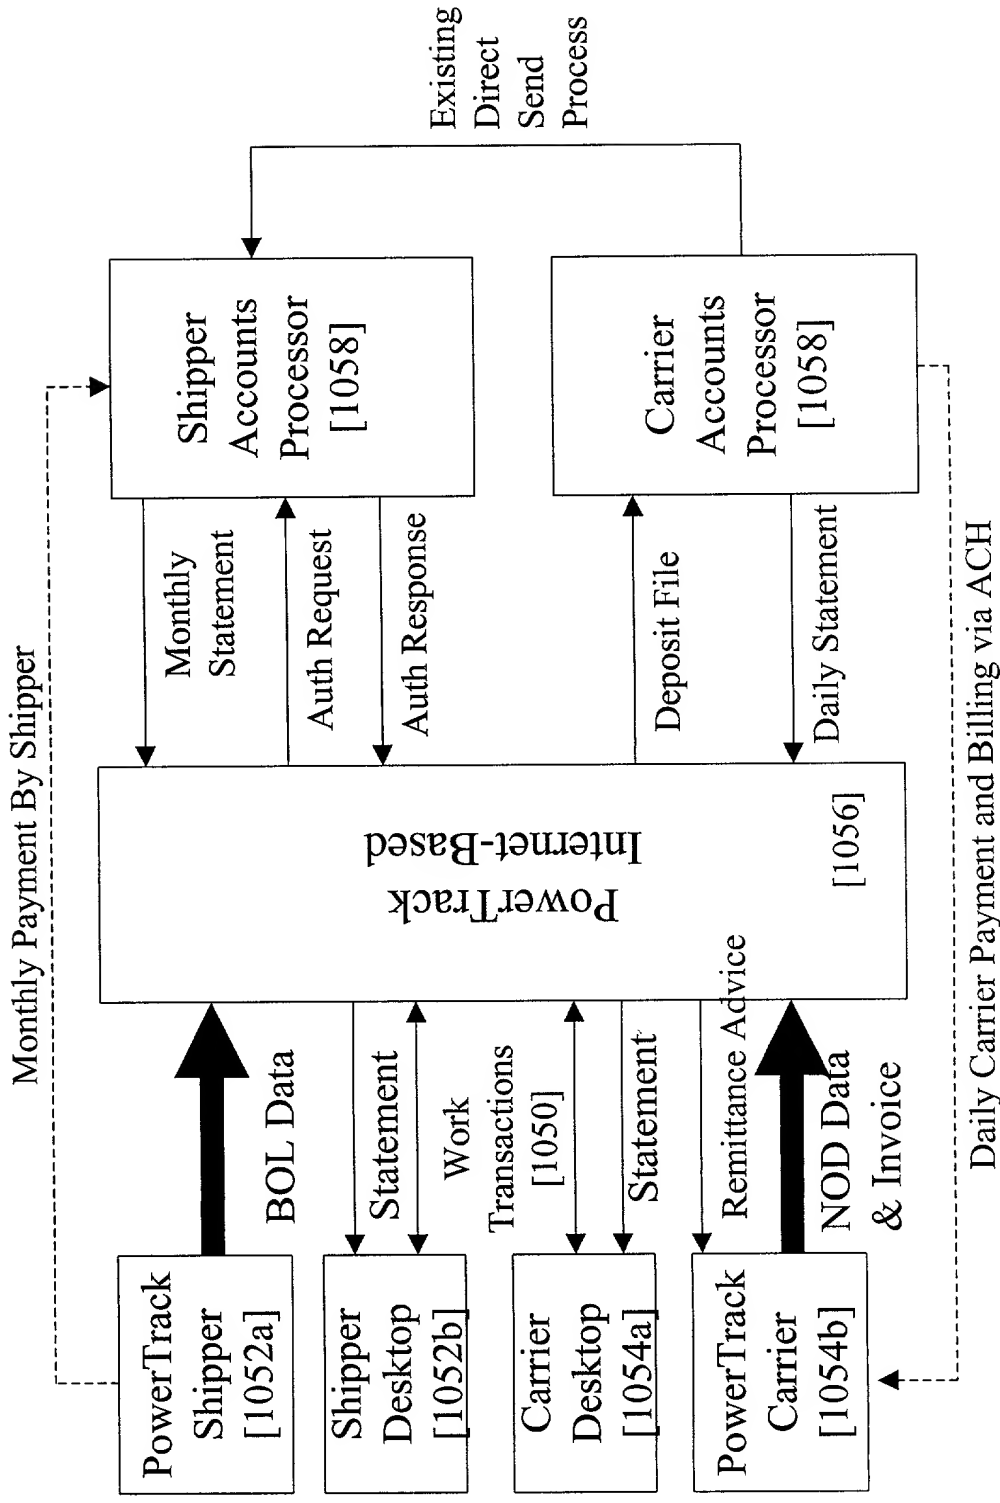 Monthly Payment By Shipper
PowerTrack
Shipper
[1052a]
BOL Data
Shipper
Desktop
[1052b]
Statement
Work
Transactions
[1050]
Carrier
Desktop
[1054a]
Statement
Remittance Advice
PowerTrack
Carrier
[1054b]
NOD Data
& Invoice
PowerTrack
Internet-Based
[1056]
Monthly
Statement
Auth Request
Auth Response
Deposit File
Daily Statement
Shipper
Accounts
Processor
[1058]
Carrier
Accounts
Processor
[1058]
Existing
Direct
Send
Process
Daily Carrier Payment and Billing via ACH